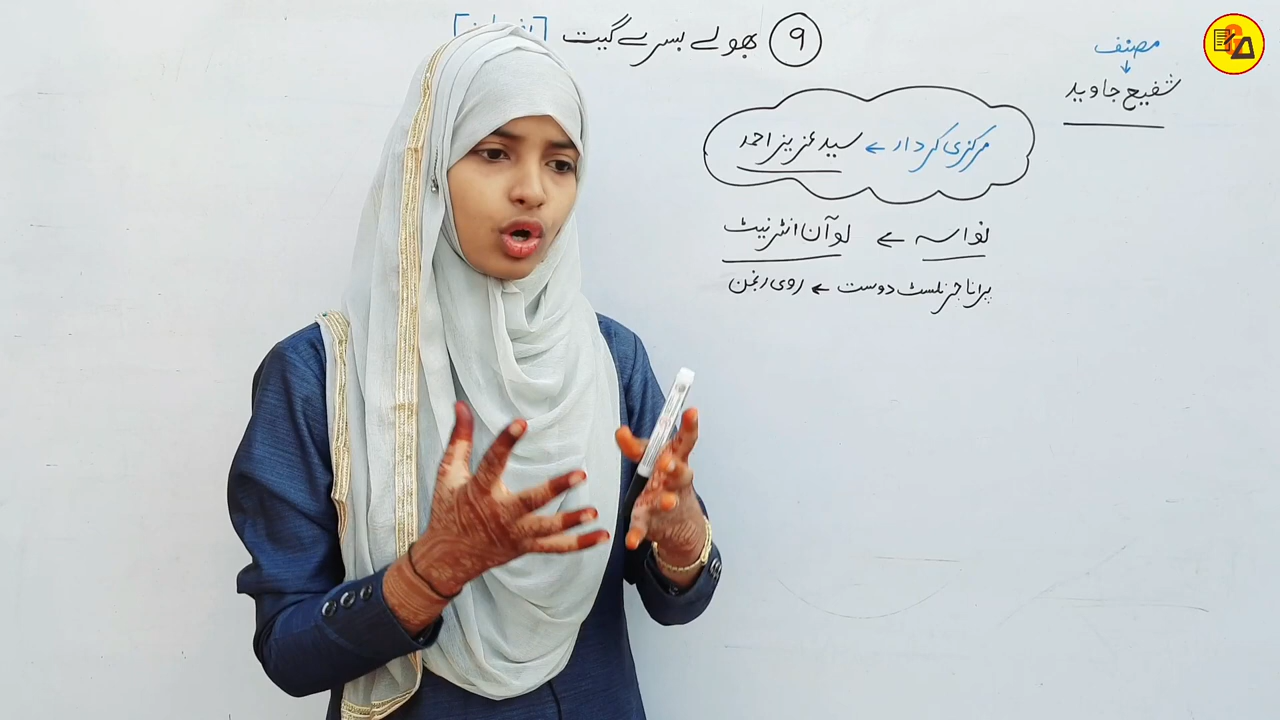 ۹ بھولے بسرے گیت
مصنف
↓
شفیع جاوید
مرکزی کردار ← سید عزیز احمد
نواسہ ← لو آن انٹرنیٹ
پرانا جرنلسٹ دوست ← روی رنجن